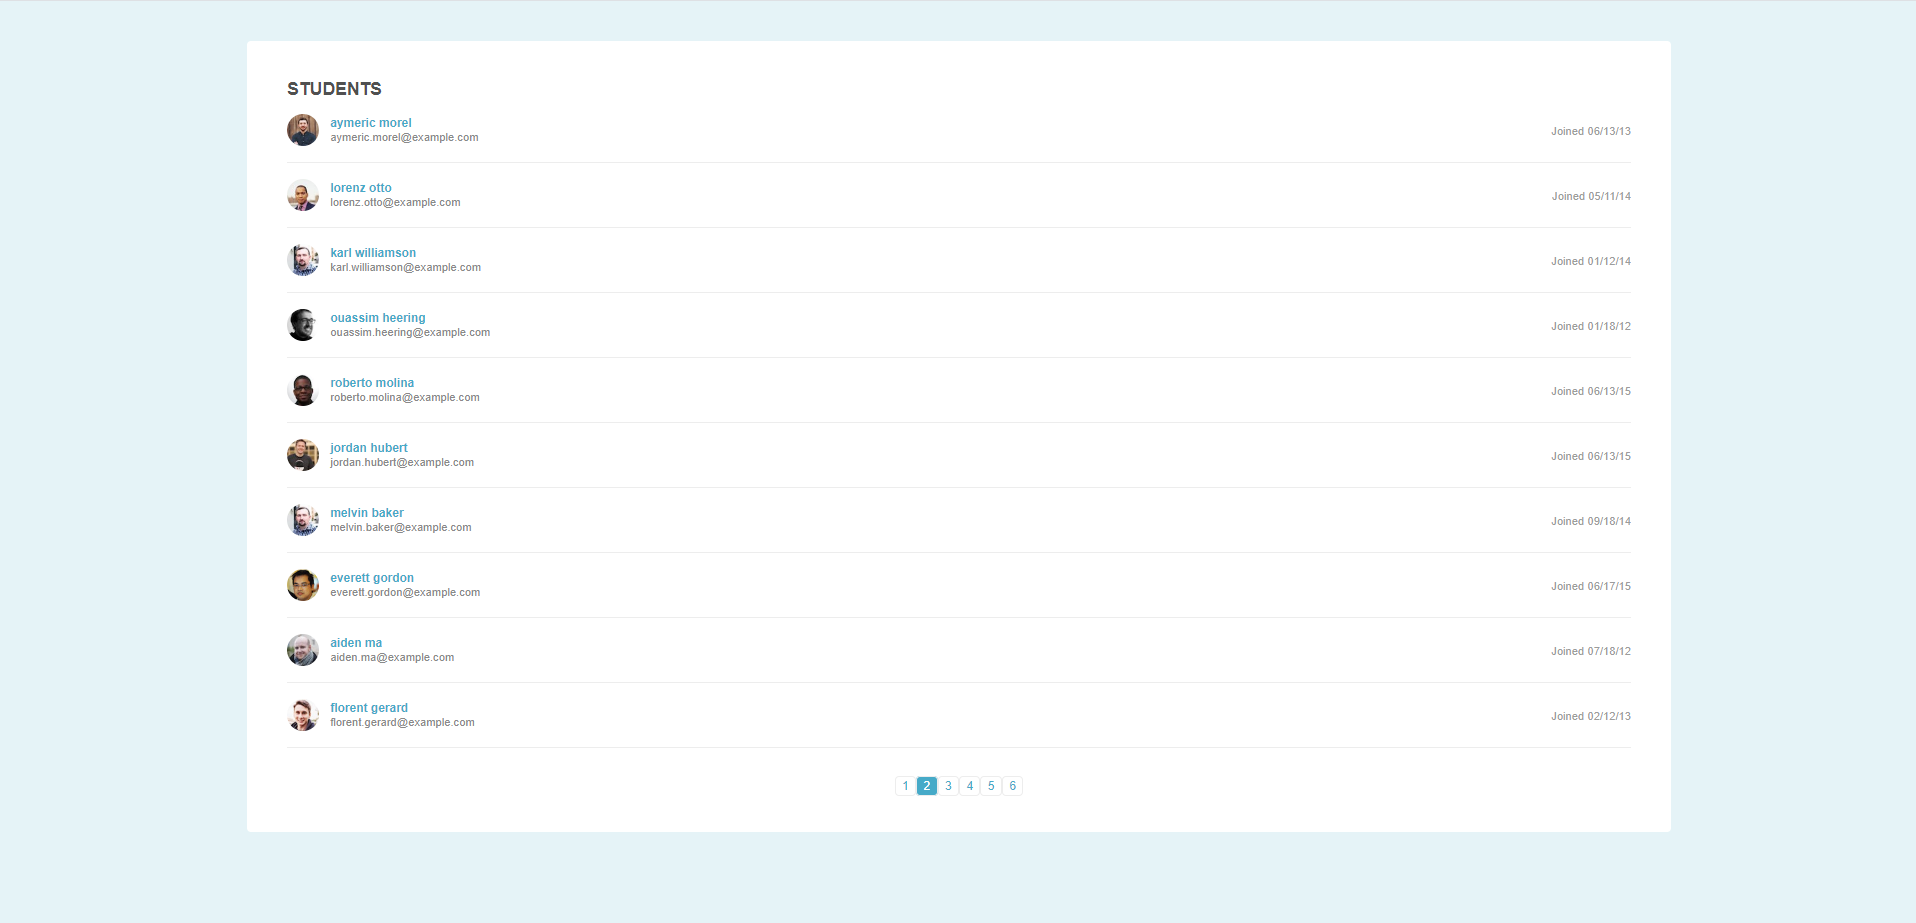 STUDENTS
aymeric morel
aymeric.morel@example.com
Joined 06/13/13
lorenz otto
lorenz.otto@example.com
Joined 05/11/14
karl williamson
karl.williamson@example.com
Joined 01/12/14
ouassim heering
ouassim.heering@example.com
Joined 01/18/12
roberto molina
roberto.molina@example.com
Joined 06/13/15
jordan hubert
jordan.hubert@example.com
Joined 06/13/15
melvin baker
melvin.baker@example.com
Joined 09/18/14
everett gordon
everett.gordon@example.com
Joined 06/17/15
aiden ma
aiden.ma@example.com
Joined 07/18/12
florent gerard
florent.gerard@example.com
Joined 02/12/13
1 2 3 4 5 6